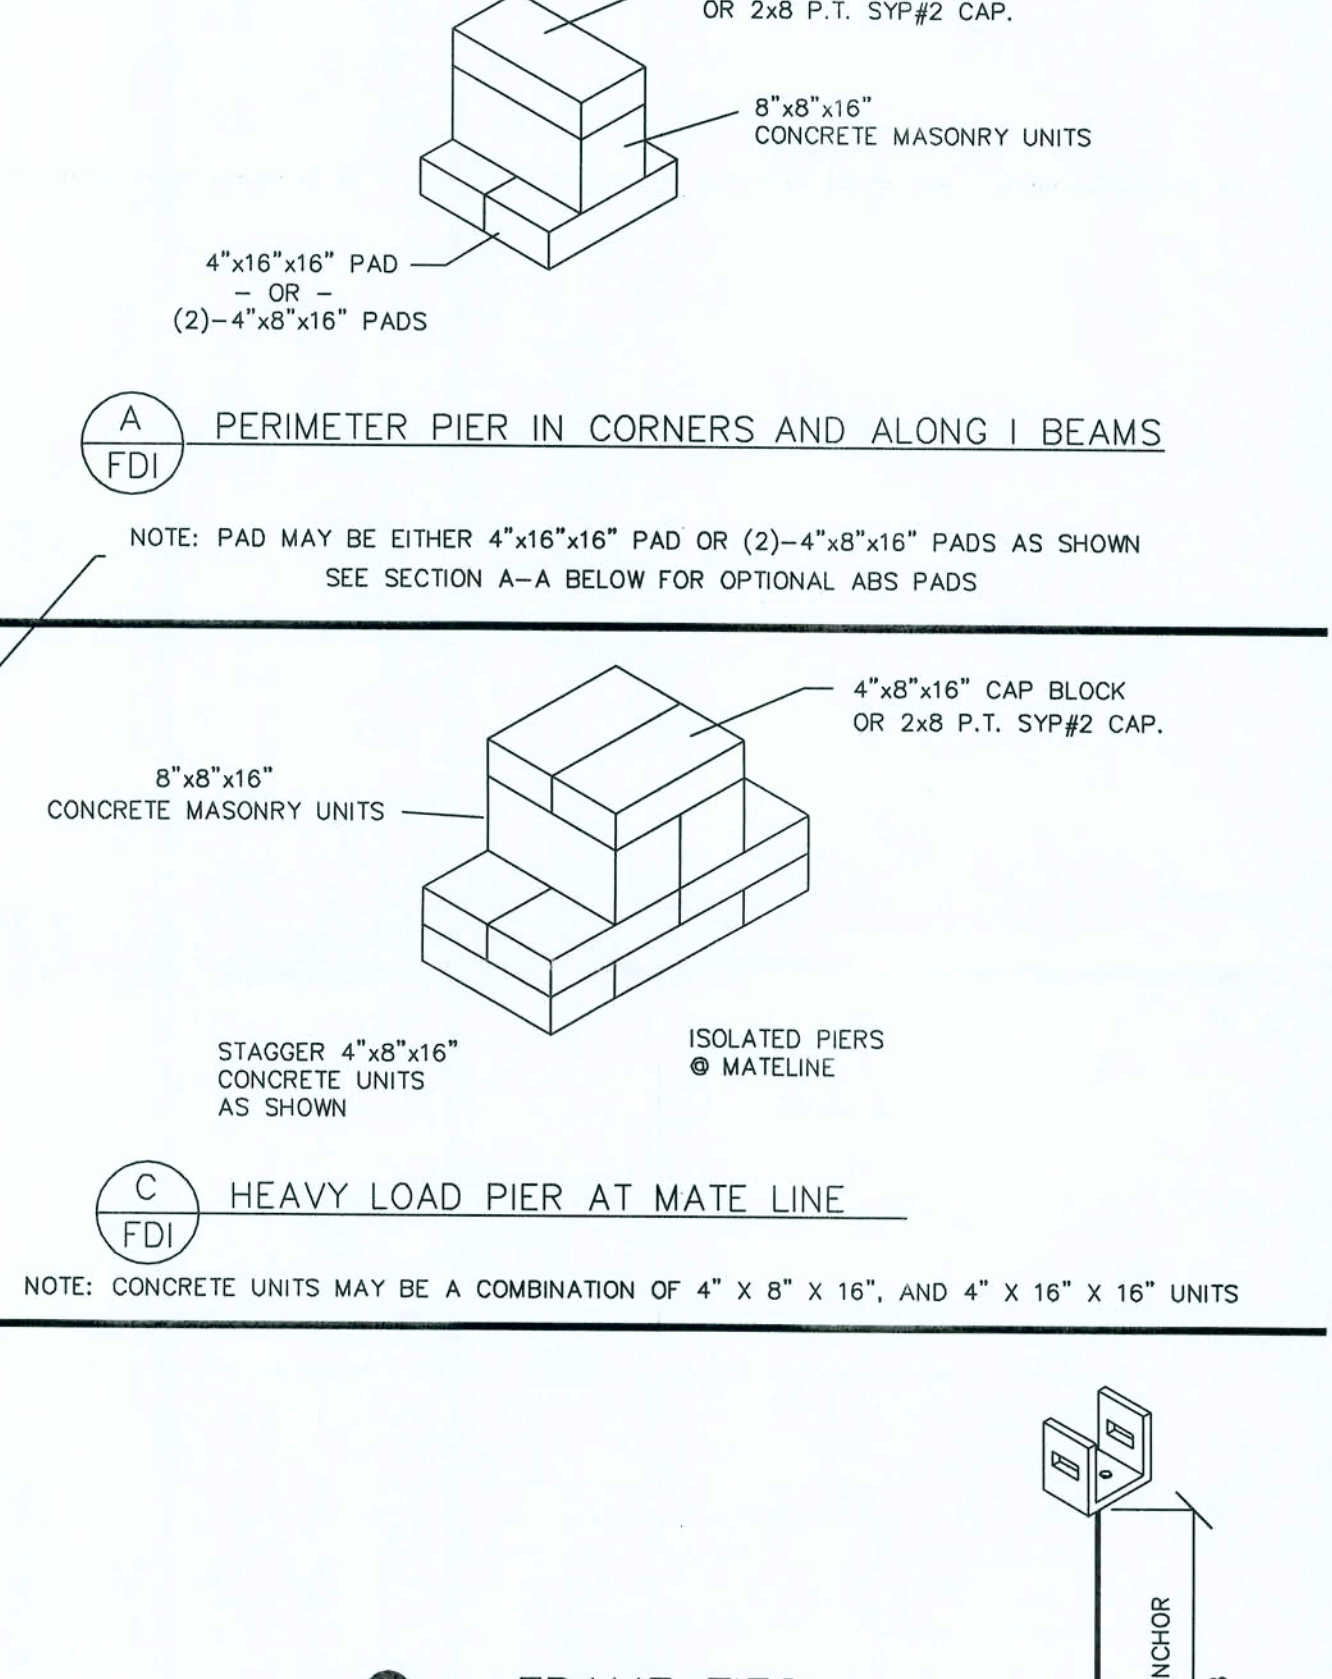 OR 2x8 P.T. SYP#2 CAP.
8"x8"x16"
CONCRETE MASONRY UNITS
4"x16"x16" PAD
- OR -
(2)-4"x8"x16" PADS
A
FDI
PERIMETER PIER IN CORNERS AND ALONG I BEAMS
NOTE: PAD MAY BE EITHER 4"x16"x16" PAD OR (2)-4"x8"x16" PADS AS SHOWN
SEE SECTION A-A BELOW FOR OPTIONAL ABS PADS
4"x8"x16" CAP BLOCK
OR 2x8 P.T. SYP#2 CAP.
8"x8"x16"
CONCRETE MASONRY UNITS
STAGGER 4"x8"x16"
CONCRETE UNITS
AS SHOWN
ISOLATED PIERS
@ MATELINE
C
FDI
HEAVY LOAD PIER AT MATE LINE
NOTE: CONCRETE UNITS MAY BE A COMBINATION OF 4" X 8" X 16", AND 4" X 16" X 16" UNITS